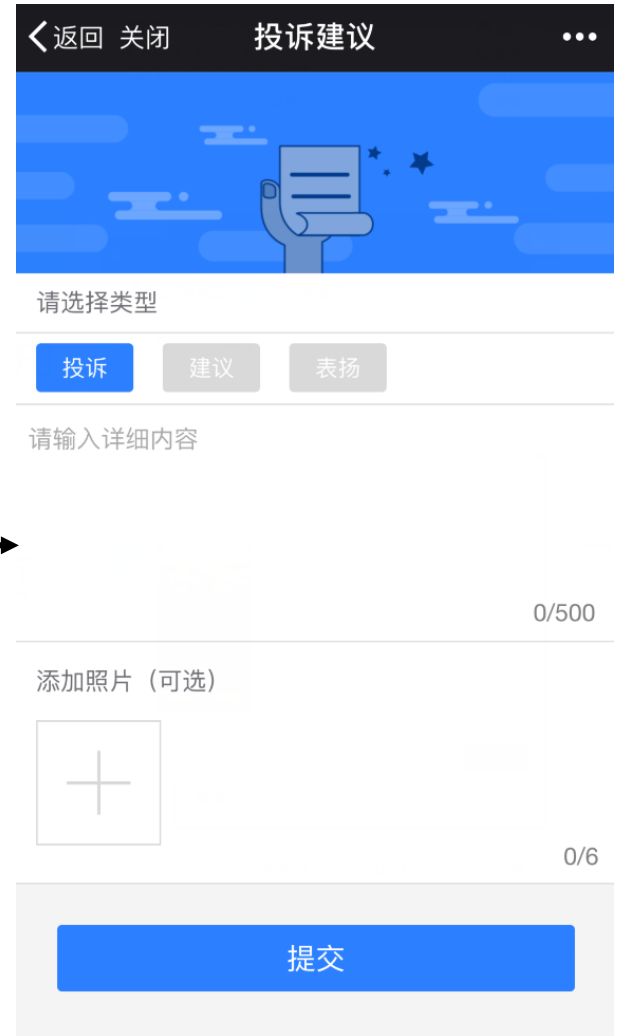 返回 关闭 投诉建议
请选择类型
投诉 建议 表扬
请输入详细内容
0/500
添加照片（可选）
0/6
提交